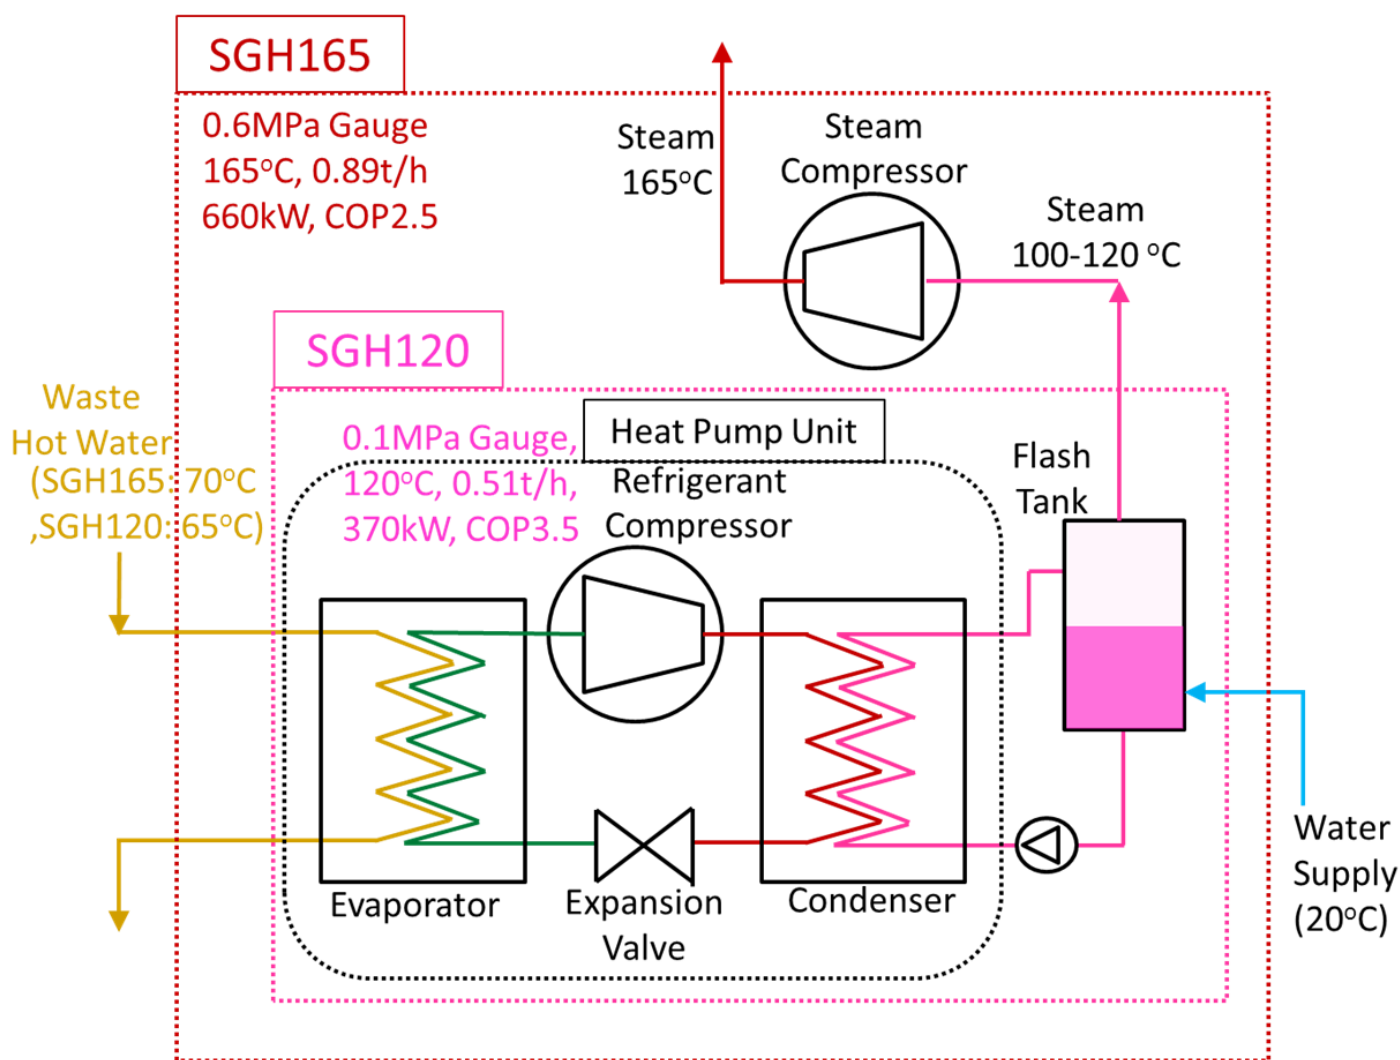 SGH165
0.6MPa Gauge
165°C, 0.89t/h
660kW, COP2.5
Steam
165°C
Steam
Compressor
Steam
100-120 °C
SGH120
Waste
Hot Water
(SGH165: 70°C
,SGH120: 65°C)
0.1MPa Gauge,
120°C, 0.51t/h,
370kW, COP3.5
Heat Pump Unit
Refrigerant
Compressor
Flash
Tank
Evaporator
Expansion
Valve
Condenser
Water
Supply
(20°C)